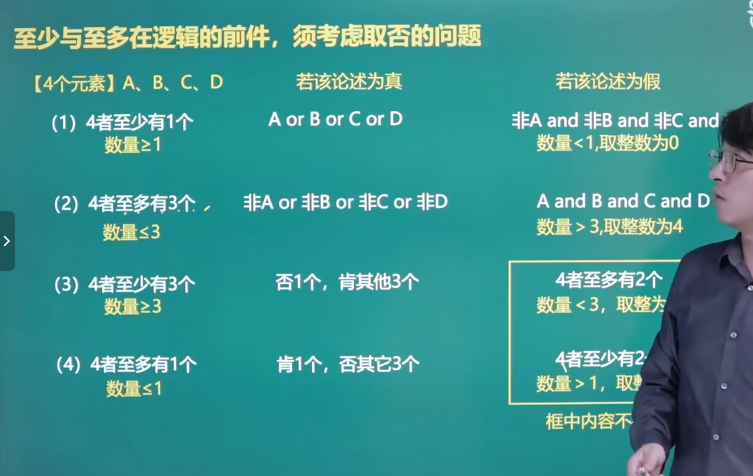 至少与至多在逻辑的前件，须考虑取否的问题
【4个元素】A、B、C、D 若该论述为真 若该论述为假
（1）4者至少有1个 A or B or C or D 非A and 非B and 非C and
数量≥1 数量<1,取整数为0
（2）4者至多有3个 非A or 非B or 非C or 非D A and B and C and D
数量≤3 数量＞3,取整数为4
（3）4者至少有3个 否1个，肯其他3个 4者至多有2个
数量≥3 数量＜3，取整为
（4）4者至多有1个 肯1个，否其它3个 4者至少有2
数量≤1 数量＞1，取
框中内容不